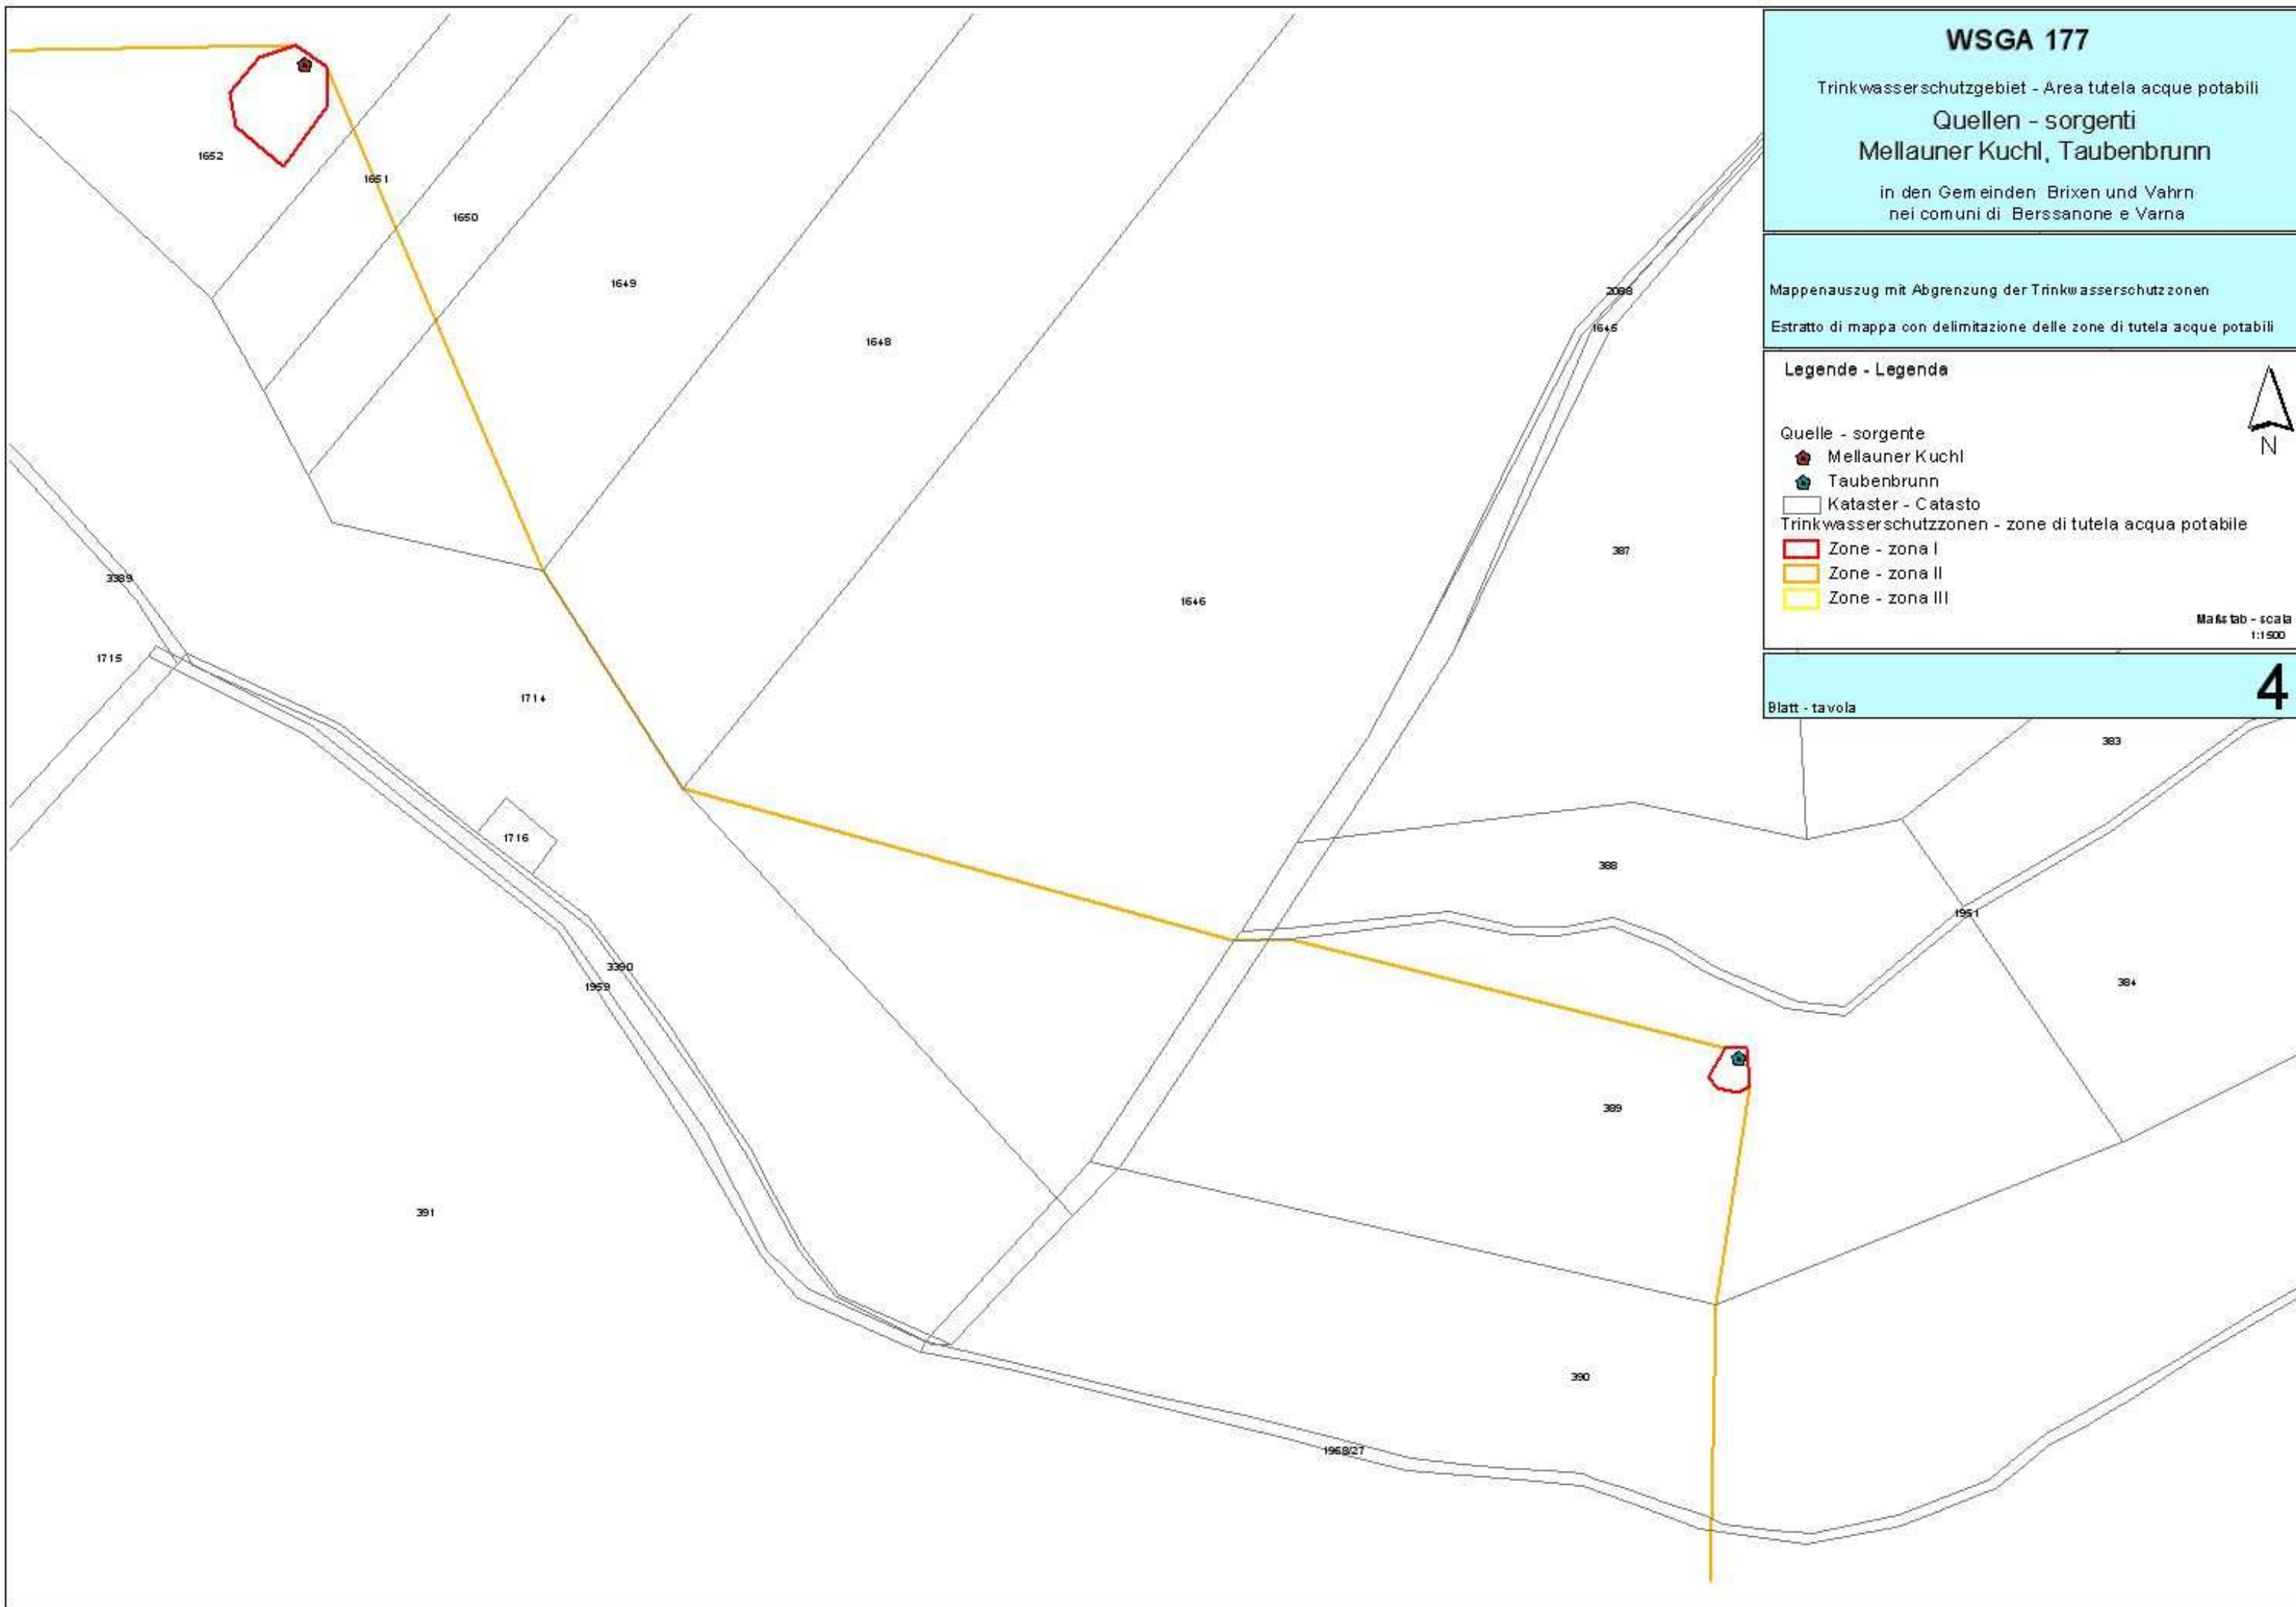 WSGA 177
Trinkwasserschutzgebiet - Area tutela acque potabili
Quellen - sorgenti
Mellauner Kuchl, Taubenbrunn
in den Gemeinden Brixen und Vahrn
nei comuni di Berssanone e Varna
Mappenauszug mit Abgrenzung der Trinkwasserschutzzonen
Estratto di mappa con delimitazione delle zone di tutela acque potabili
Legende - Legenda
N
Quelle - sorgente
Mellauner Kuchl
Taubenbrunn
Kataster - Catasto
Trinkwasserschutzzonen - zone di tutela acqua potabile
Zone - zona I
Zone - zona II
Zone - zona III
Maßstab - scala
1:1500
4
Blatt - tavola
1652
1651
1650
1649
1648
2088
1645
387
3389
1646
1715
1714
383
1716
388
1951
3390
1959
384
389
391
390
1958/27